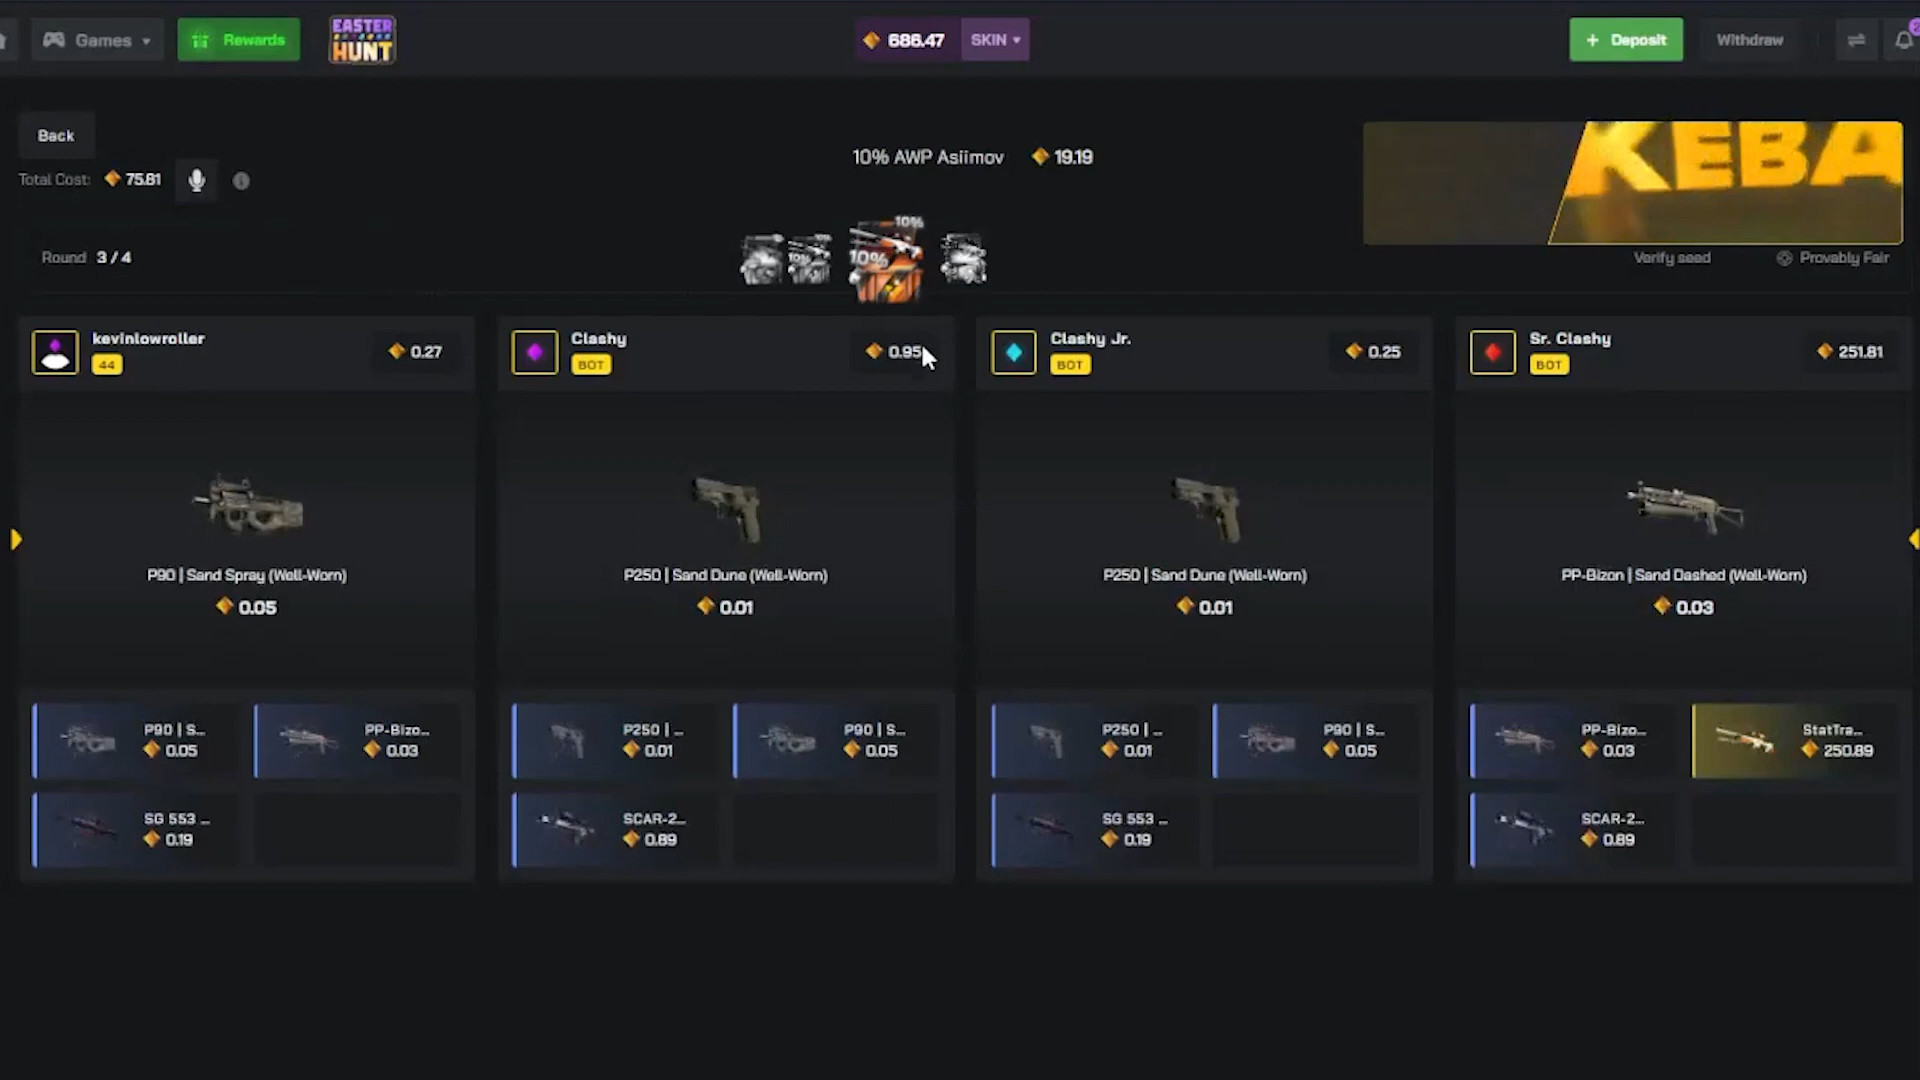 Games
Rewards
EASTER
HUNT
686.47
SKIN
+ Deposit
Withdraw
Back
Total Cost: 75.81
10% AWP Asiimov 19.19
KEBA
Round 3 / 4
10%
10%
Verify seed
Provably Fair
kevinlowroller
44
0.27
Clashy
BOT
0.95
Clashy Jr.
BOT
0.25
Sr. Clashy
BOT
251.81
P90 | Sand Spray (Well-Worn)
0.05
P250 | Sand Dune (Well-Worn)
0.01
P250 | Sand Dune (Well-Worn)
0.01
PP-Bizon | Sand Dashed (Well-Worn)
0.03
P90 | S...
0.05
PP-Bizo...
0.03
SG 553 ...
0.19
P250 | ...
0.01
P90 | S...
0.05
SCAR-2...
0.89
P250 | ...
0.01
P90 | S...
0.05
SG 553 ...
0.19
PP-Bizo...
0.03
StatTra...
250.89
SCAR-2...
0.89